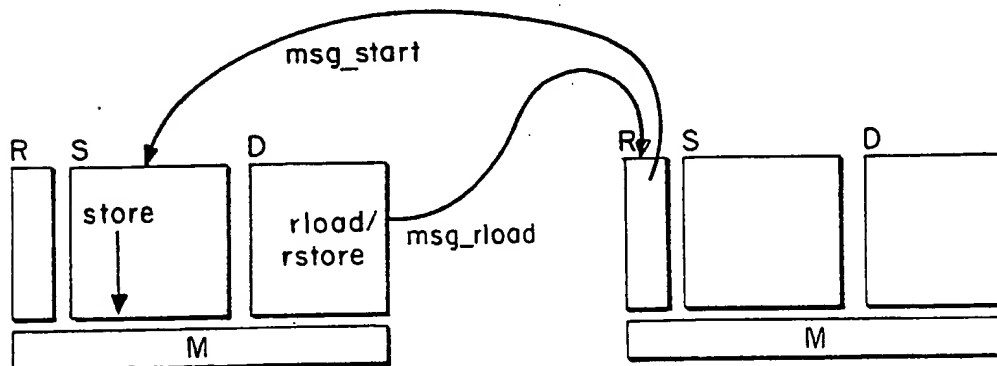 msg_start
R S D
R S D
store
rload/
rstore
msg_rload
M
M